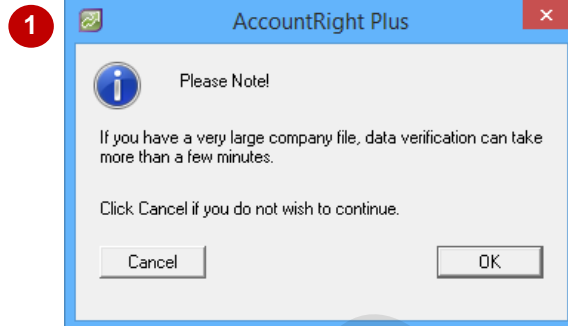 1
AccountRight Plus
Please Note!
If you have a very large company file, data verification can take
more than a few minutes.
Click Cancel if you do not wish to continue.
Cancel
OK